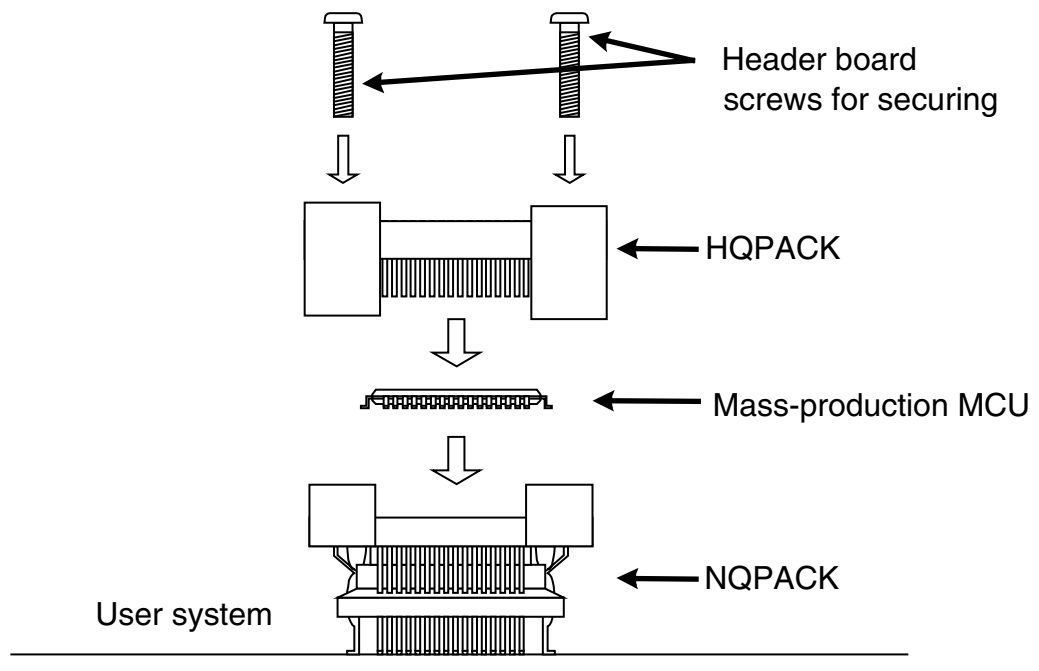 Header board
screws for securing
HQPACK
Mass-production MCU
NQPACK
User system